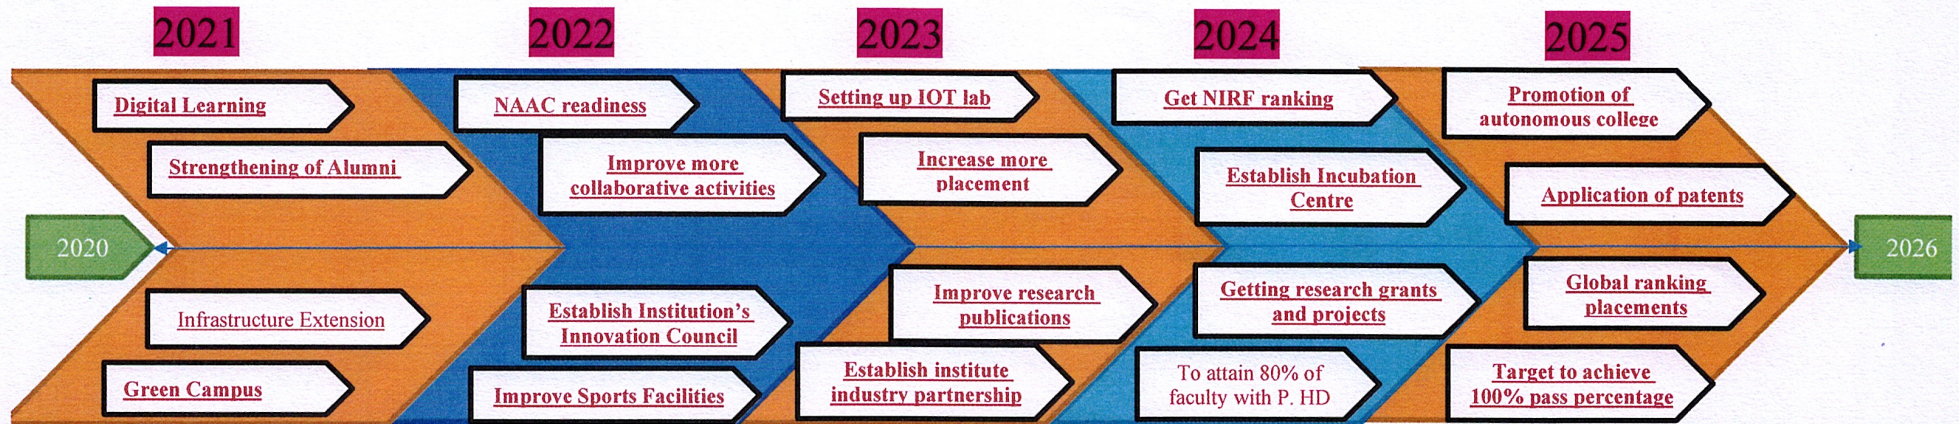 2021
2022
2023
2024
2025
2020
Digital Learning
Strengthening of Alumni
Infrastructure Extension
Green Campus
NAAC readiness
Improve more
collaborative activities
Establish Institution's
Innovation Council
Improve Sports Facilities
Setting up IOT lab
Increase more
placement
Improve research
publications
Establish institute
industry partnership
Get NIRF ranking
Establish Incubation
Centre
Getting research grants
and projects
To attain 80% of
faculty with P. HD
Promotion of
autonomous college
Application of patents
Global ranking
placements
Target to achieve
100% pass percentage
2026